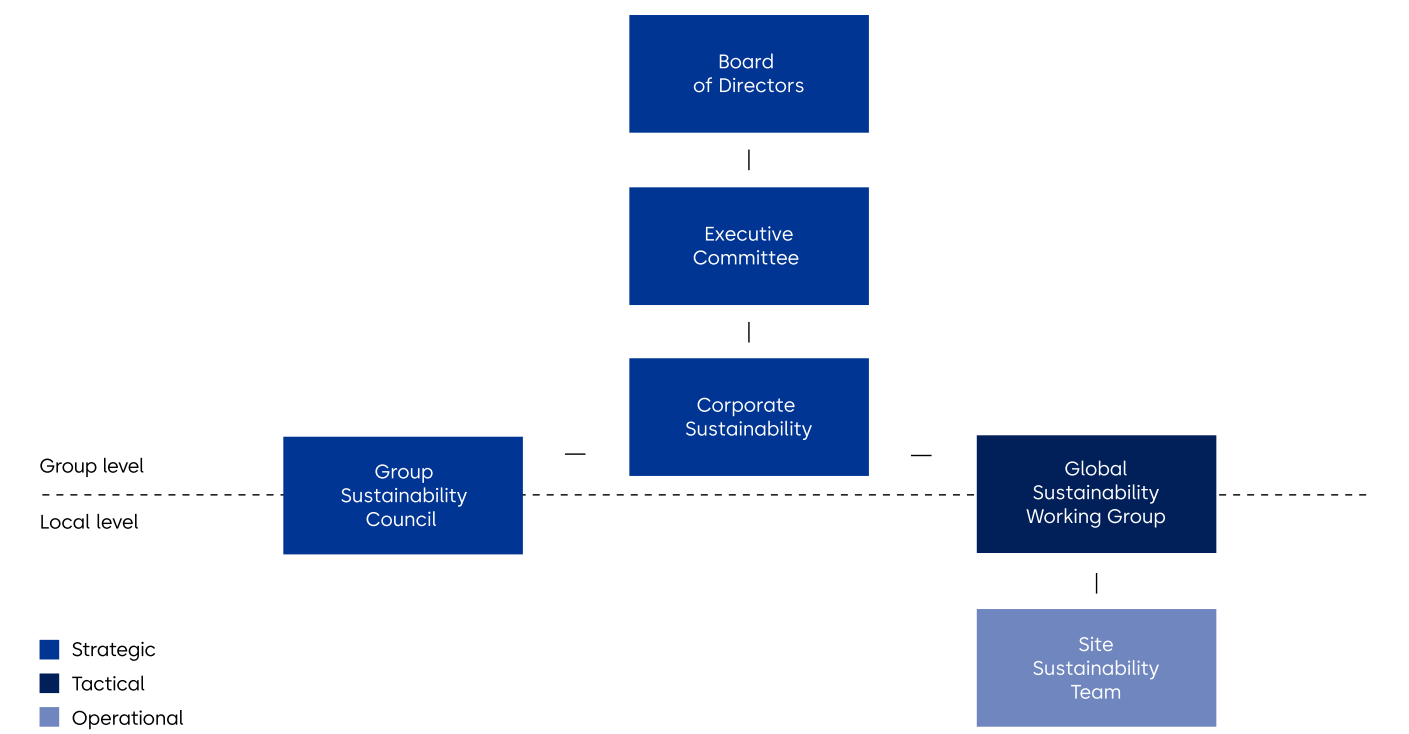 Board
of Directors
Executive
Committee
Corporate
Sustainability
Group level
Local level
Group
Sustainability
Council
Global
Sustainability
Working Group
Site
Sustainability
Team
Strategic
Tactical
Operational